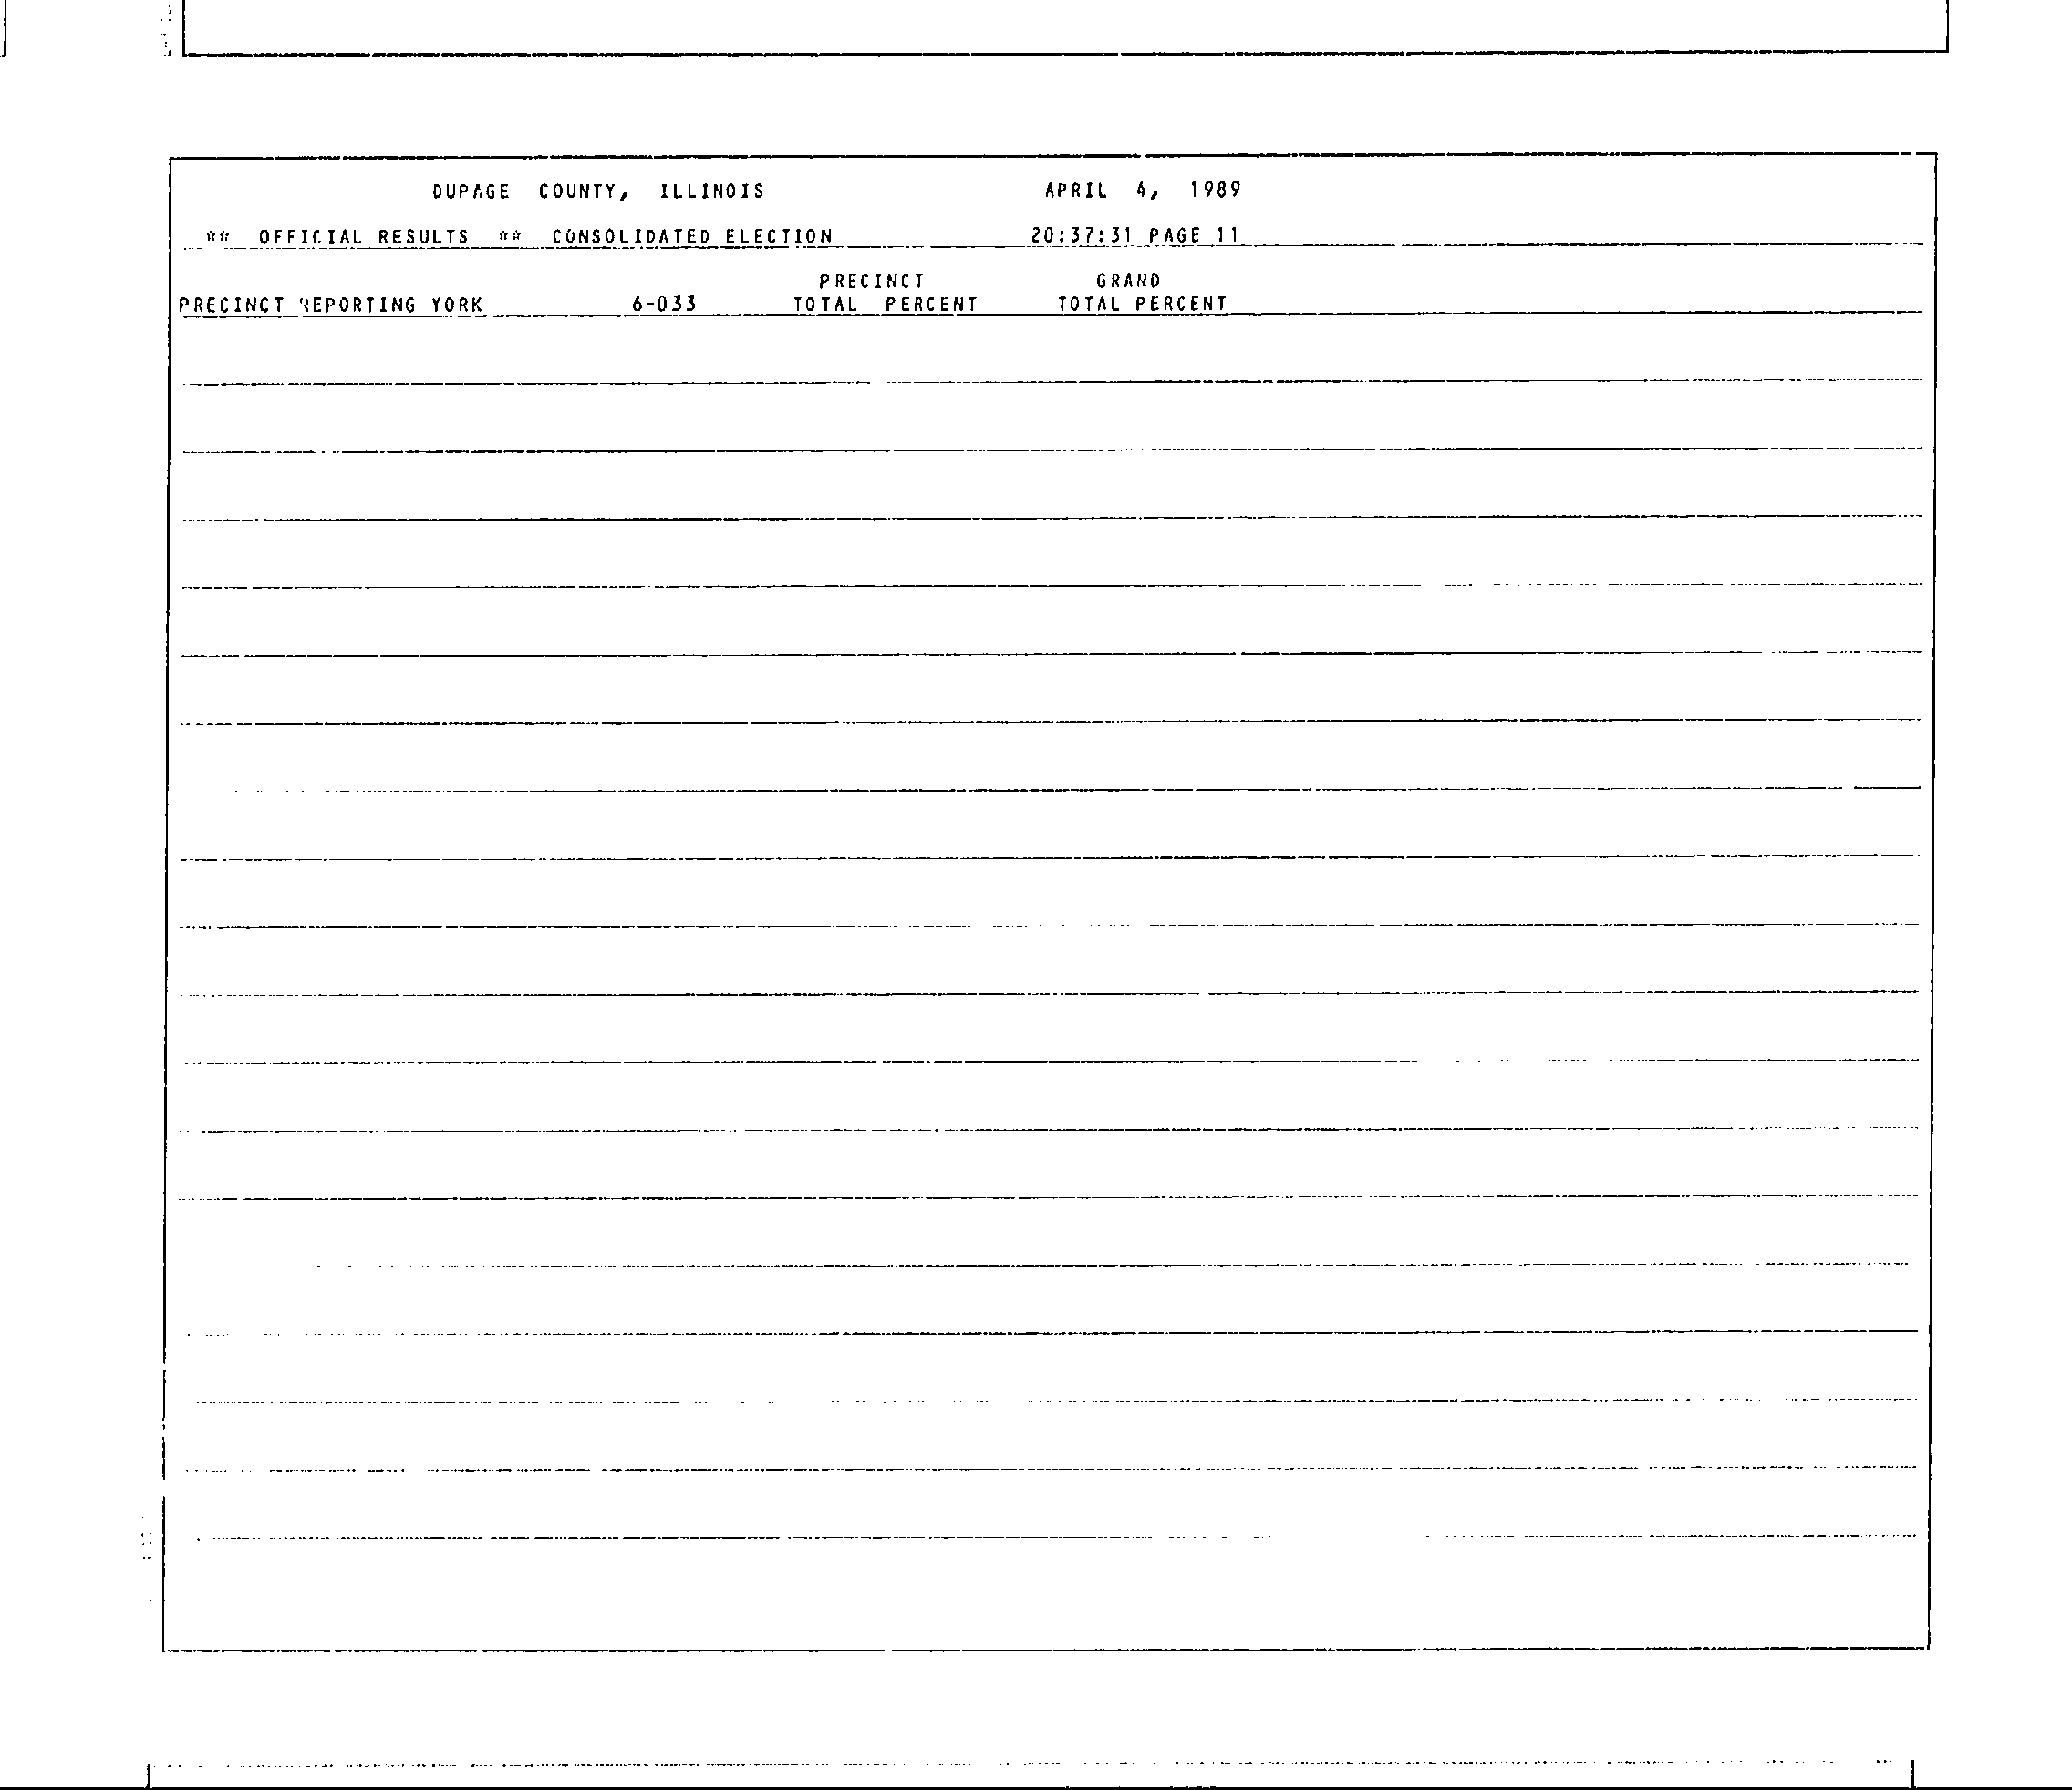 DUPAGE COUNTY, ILLINOIS APRIL 4, 1989
** OFFICIAL RESULTS ** CONSOLIDATED ELECTION 20:37:31 PAGE 11
PRECINCT GRAND
PRECINCT REPORTING YORK 6-033 TOTAL PERCENT TOTAL PERCENT